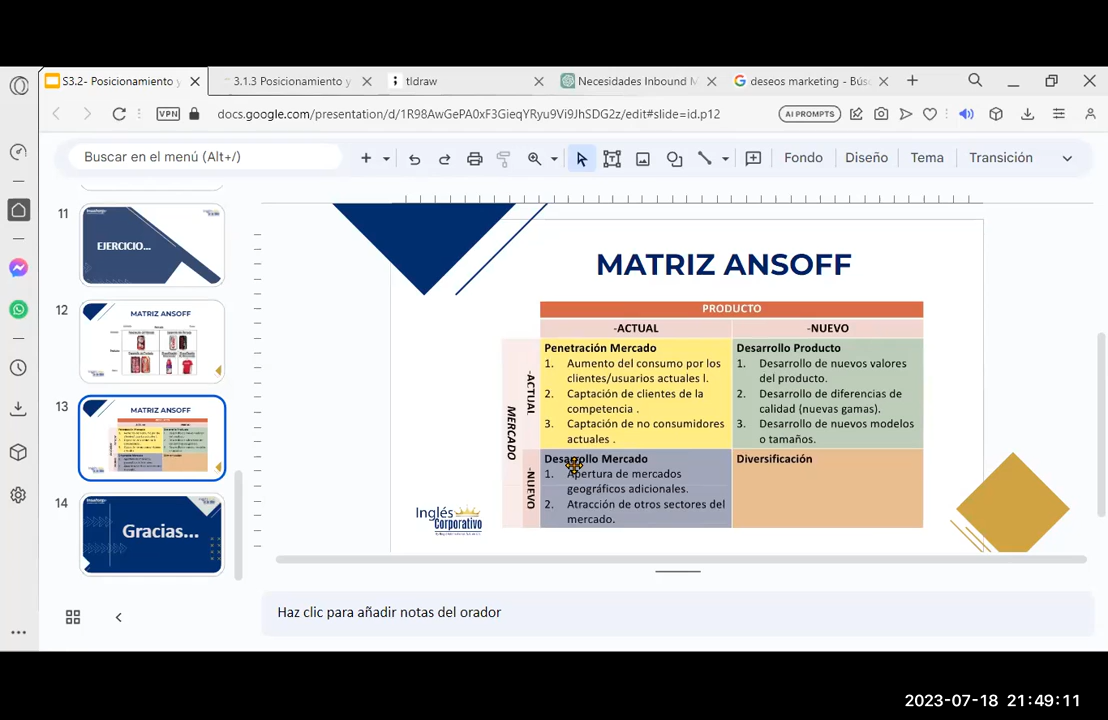 S3.2- Posicionamiento y
3.1.3 Posicionamiento y
tldraw
Necesidades Inbound M
deseos marketing - Bús
VPN
docs.google.com/presentation/d/1R98AwGePA0xF3GieqYRyu9Vi9JhSDG2z/edit#slide=id.p12
AI PROMPTS
Buscar en el menú (Alt+/)
Fondo
Diseño
Tema
Transición
11
EJERCICIO...
12
MATRIZ ANSOFF
13
MATRIZ ANSOFF
14
Gracias...
MATRIZ ANSOFF
PRODUCTO
-ACTUAL
-NUEVO
MERCADO
-ACTUAL
Penetración Mercado
1. Aumento del consumo por los
clientes/usuarios actuales l.
2. Captación de clientes de la
competencia .
3. Captación de no consumidores
actuales .
Desarrollo Producto
1. Desarrollo de nuevos valores
del producto.
2. Desarrollo de diferencias de
calidad (nuevas gamas).
3. Desarrollo de nuevos modelos
o tamaños.
-NUEVO
Desarrollo Mercado
1. Apertura de mercados
geográficos adicionales.
2. Atracción de otros sectores del
mercado.
Diversificación
Inglés
Corporativo
Haz clic para añadir notas del orador
2023-07-18 21:49:11